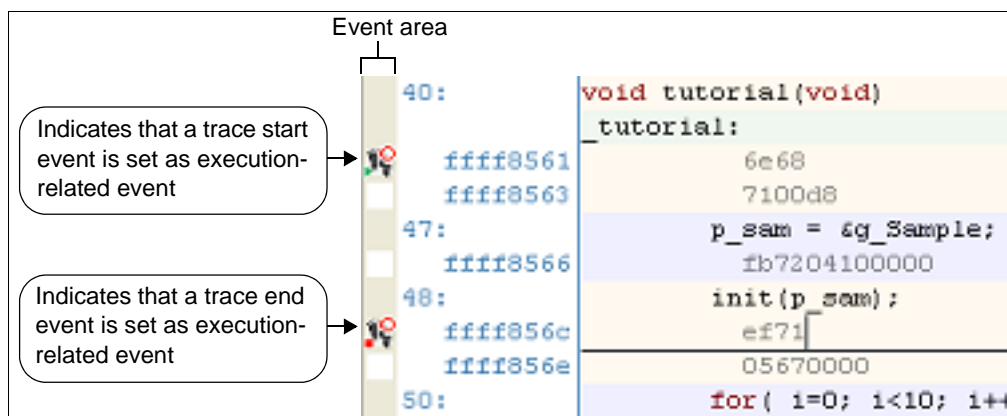 Event area
40: void tutorial(void)
_tutorial:
Indicates that a trace start
event is set as execution-
related event
ffff8561 6e68
ffff8563 7100d8
47: p_sam = &g_Sample;
ffff8566 fb7204100000
Indicates that a trace end
event is set as execution-
related event
48: init(p_sam);
ffff856c ef71
ffff856e 05670000
50: for( i=0; i<10; i++